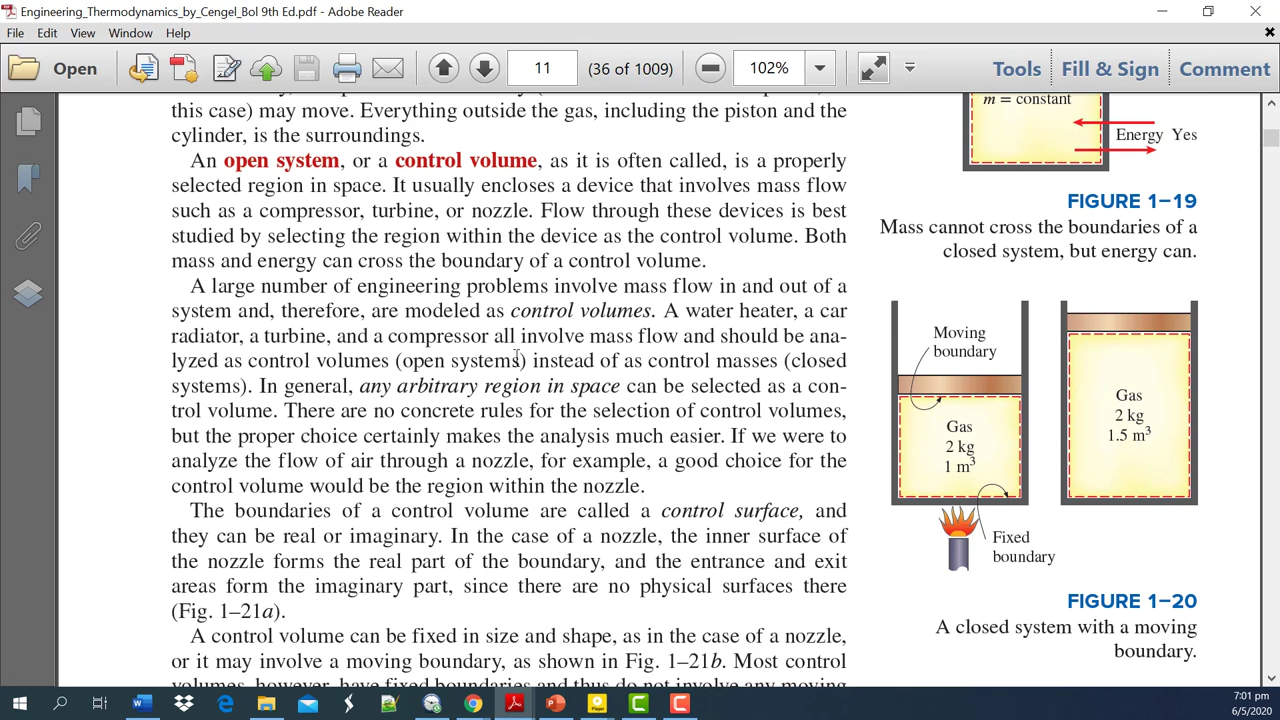 Engineering_Thermodynamics_by_Cengel_Bol 9th Ed.pdf - Adobe Reader
File Edit View Window Help
Open 11 (36 of 1009) 102% Tools Fill & Sign Comment
this case) may move. Everything outside the gas, including the piston and the
cylinder, is the surroundings.
An open system, or a control volume, as it is often called, is a properly
selected region in space. It usually encloses a device that involves mass flow
such as a compressor, turbine, or nozzle. Flow through these devices is best
studied by selecting the region within the device as the control volume. Both
mass and energy can cross the boundary of a control volume.
A large number of engineering problems involve mass flow in and out of a
system and, therefore, are modeled as control volumes. A water heater, a car
radiator, a turbine, and a compressor all involve mass flow and should be ana-
lyzed as control volumes (open systems) instead of as control masses (closed
systems). In general, any arbitrary region in space can be selected as a con-
trol volume. There are no concrete rules for the selection of control volumes,
but the proper choice certainly makes the analysis much easier. If we were to
analyze the flow of air through a nozzle, for example, a good choice for the
control volume would be the region within the nozzle.
The boundaries of a control volume are called a control surface, and
they can be real or imaginary. In the case of a nozzle, the inner surface of
the nozzle forms the real part of the boundary, and the entrance and exit
areas form the imaginary part, since there are no physical surfaces there
(Fig. 1–21a).
A control volume can be fixed in size and shape, as in the case of a nozzle,
or it may involve a moving boundary, as shown in Fig. 1–21b. Most control
volumes, however, have fixed boundaries and thus do not involve any moving
m = constant
Energy Yes
FIGURE 1–19
Mass cannot cross the boundaries of a
closed system, but energy can.
Moving
boundary
Gas
2 kg
1 m³
Gas
2 kg
1.5 m³
Fixed
boundary
FIGURE 1–20
A closed system with a moving
boundary.
7:01 pm
6/5/2020